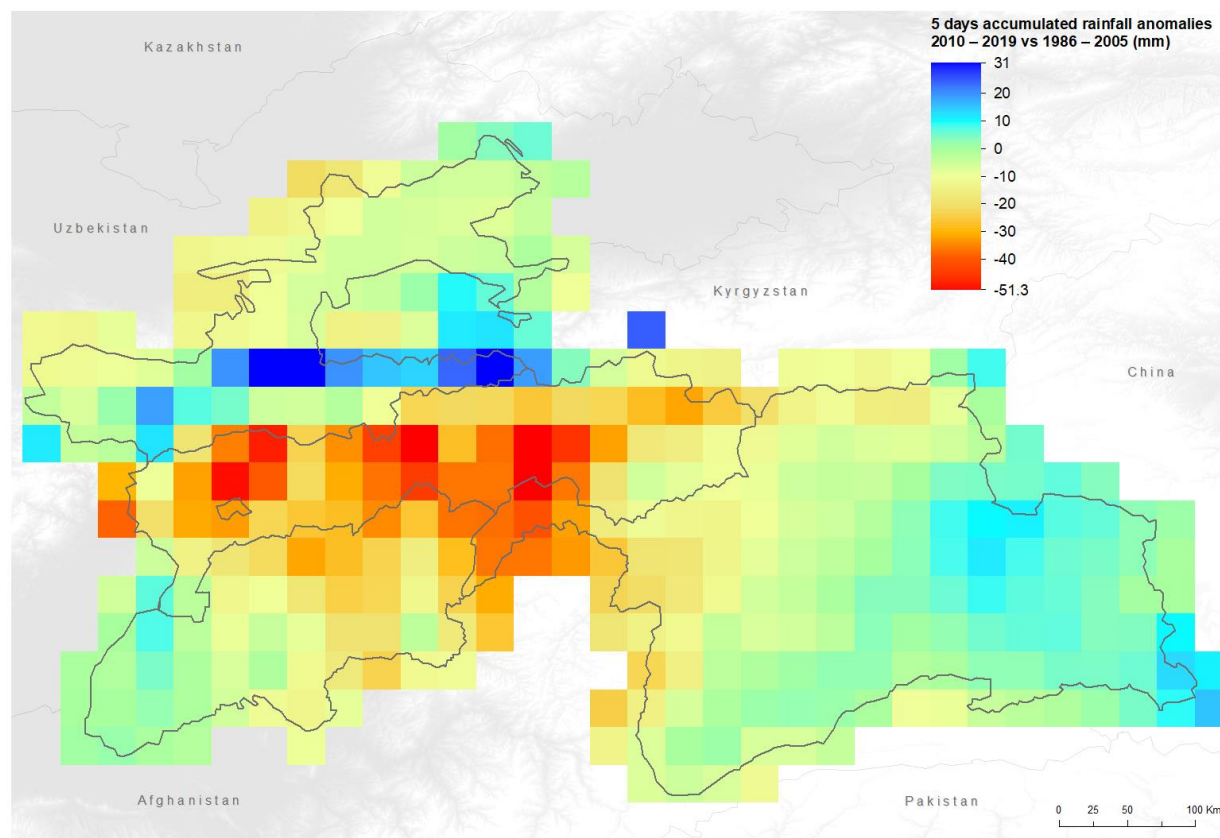 5 days accumulated rainfall anomalies
2010 – 2019 vs 1986 – 2005 (mm)
31
20
10
0
-10
-20
-30
-40
-51.3
Kazakhstan
Uzbekistan
Kyrgyzstan
China
Afghanistan
Pakistan
0 25 50 100 Km